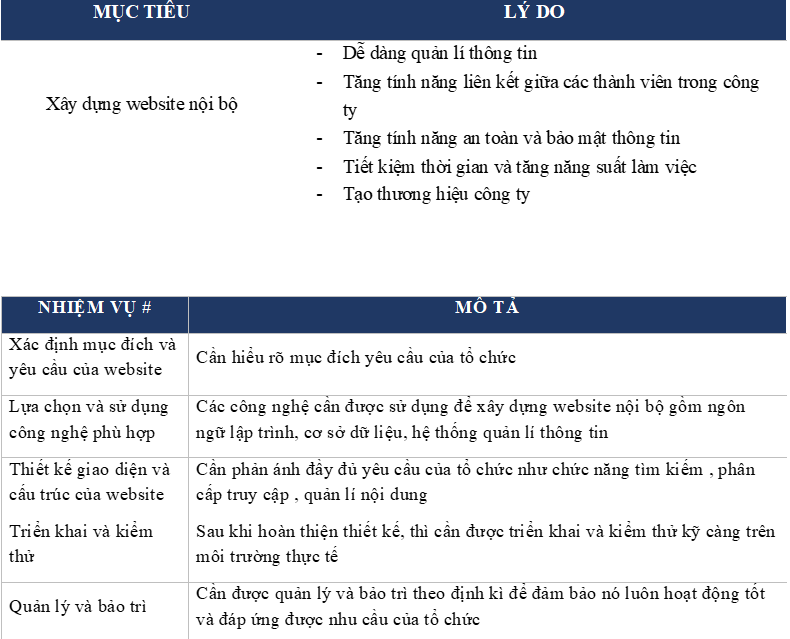 MỤC TIÊU LÝ DO
Xây dựng website nội bộ
- Dễ dàng quản lí thông tin
- Tăng tính năng liên kết giữa các thành viên trong công
ty
- Tăng tính năng an toàn và bảo mật thông tin
- Tiết kiệm thời gian và tăng năng suất làm việc
- Tạo thương hiệu công ty
NHIỆM VỤ # MÔ TẢ
Xác định mục đích và
yêu cầu của website
Cần hiểu rõ mục đích yêu cầu của tổ chức
Lựa chọn và sử dụng
công nghệ phù hợp
Các công nghệ cần được sử dụng để xây dựng website nội bộ gồm ngôn
ngữ lập trình, cơ sở dữ liệu, hệ thống quản lí thông tin
Thiết kế giao diện và
cấu trúc của website
Cần phản ánh đầy đủ yêu cầu của tổ chức như chức năng tìm kiếm , phân
cấp truy cập , quản lí nội dung
Triển khai và kiểm
thử
Sau khi hoàn thiện thiết kế, thì cần được triển khai và kiểm thử kỹ càng trên
môi trường thực tế
Quản lý và bảo trì
Cần được quản lý và bảo trì theo định kì để đảm bảo nó luôn hoạt động tốt
và đáp ứng được nhu cầu của tổ chức